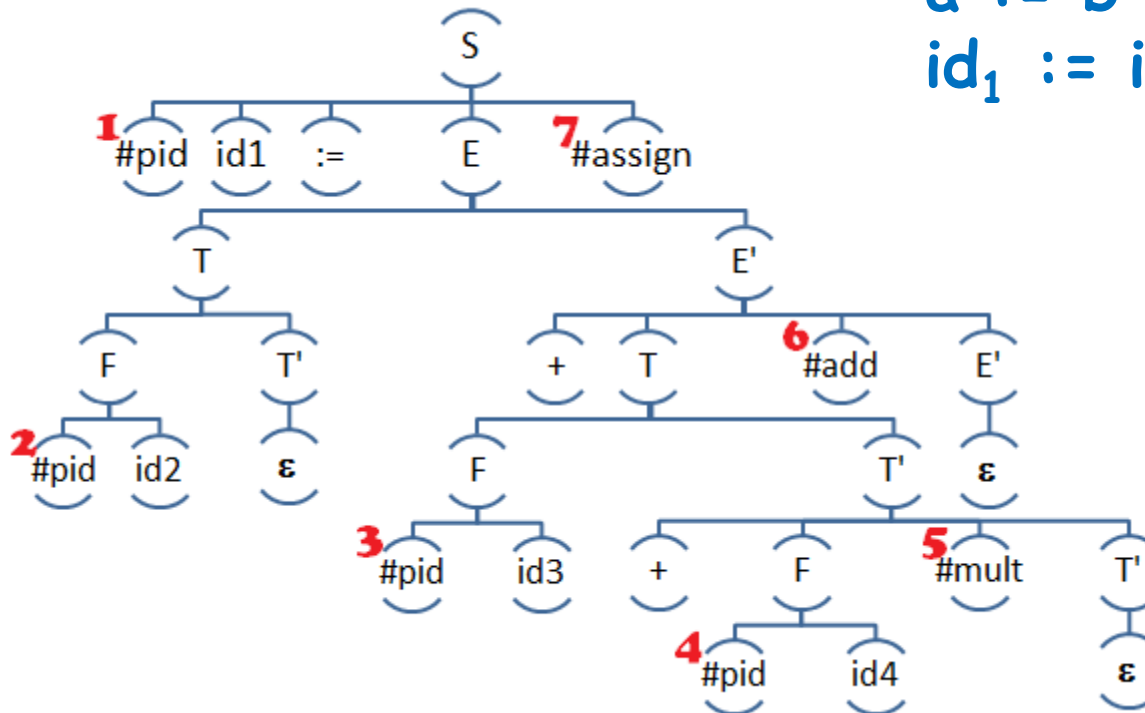 a := b
id₁ := i
S
1 #pid id1 := E 7 #assign
T E'
F T' + T 6 #add E'
2 #pid id2 ε F T' ε
3 #pid id3 + F 5 #mult T'
4 #pid id4 ε